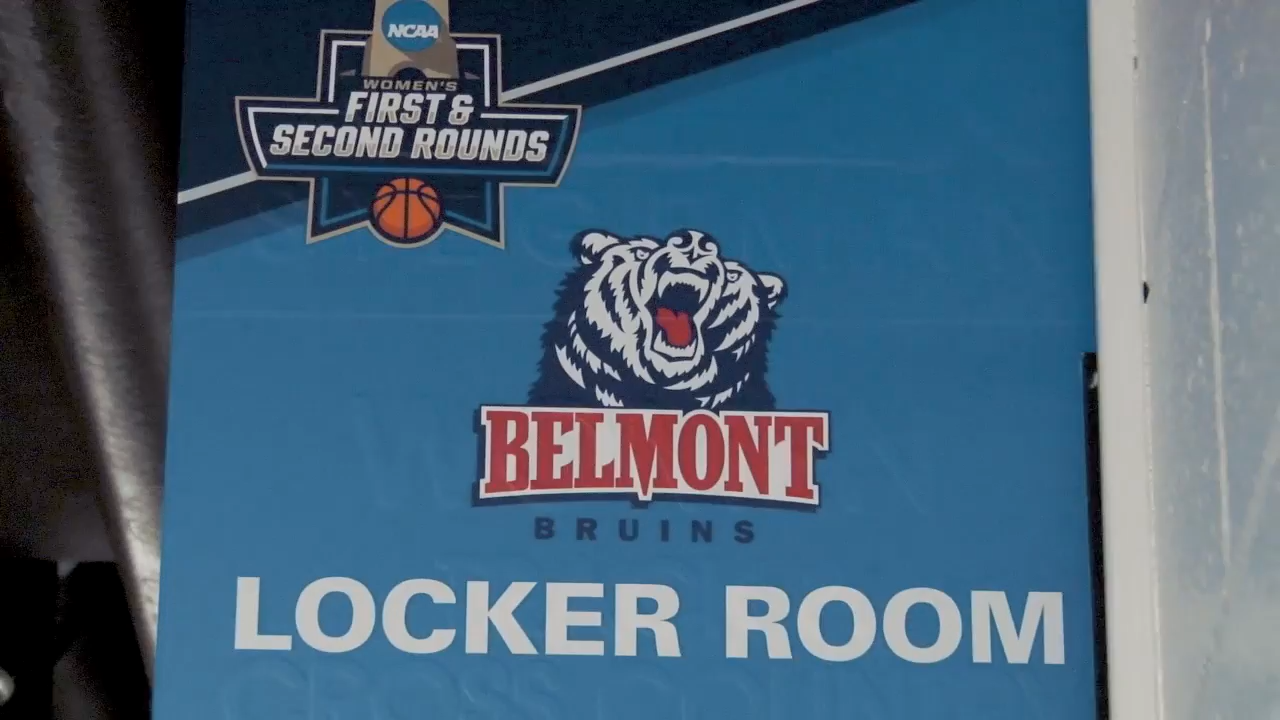 NCAA
WOMEN'S
FIRST &
SECOND ROUNDS
BELMONT
BRUINS
LOCKER ROOM